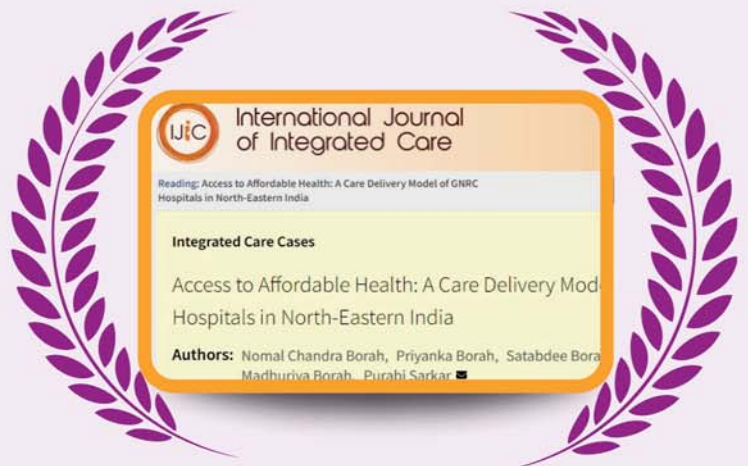 IJIC
International Journal
of Integrated Care
Reading: Access to Affordable Health: A Care Delivery Model of GNRC
Hospitals in North-Eastern India
Integrated Care Cases
Access to Affordable Health: A Care Delivery Mod
Hospitals in North-Eastern India
Authors: Nomal Chandra Borah, Priyanka Borah, Satabdee Bora
Madhuriya Borah, Purabi Sarkar